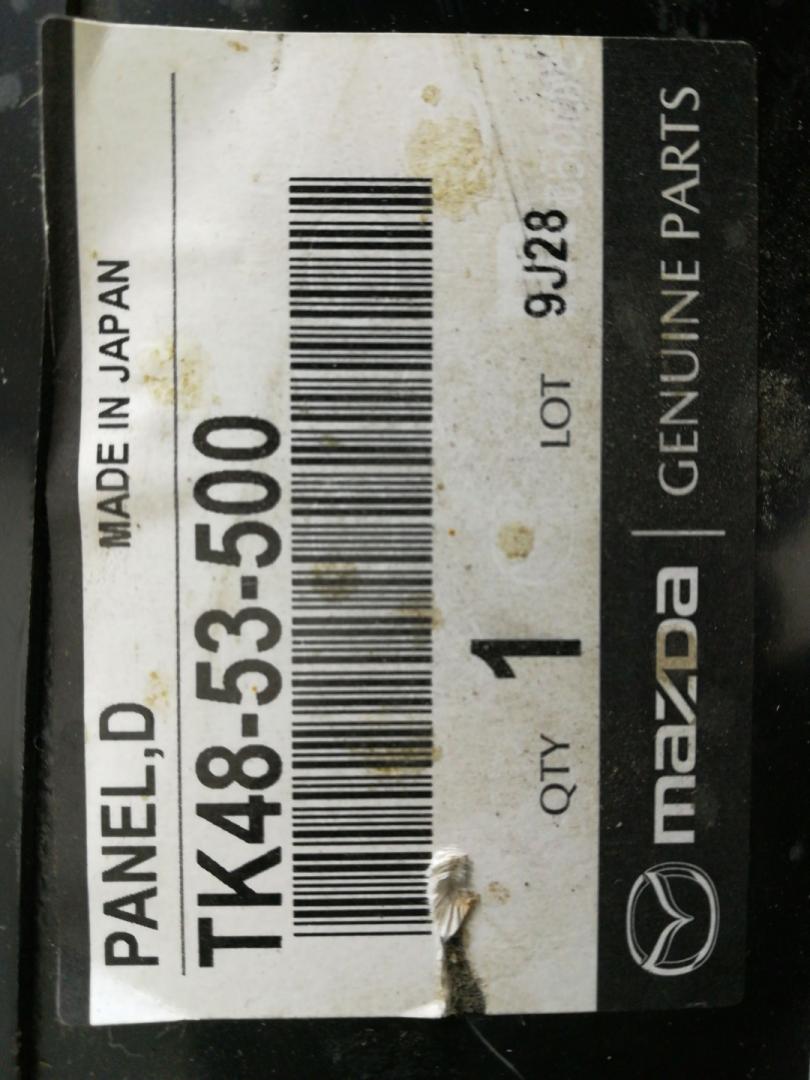 PANEL,D MADE IN JAPAN
TK48-53-500
QTY 1 LOT 9J28
mazda GENUINE PARTS